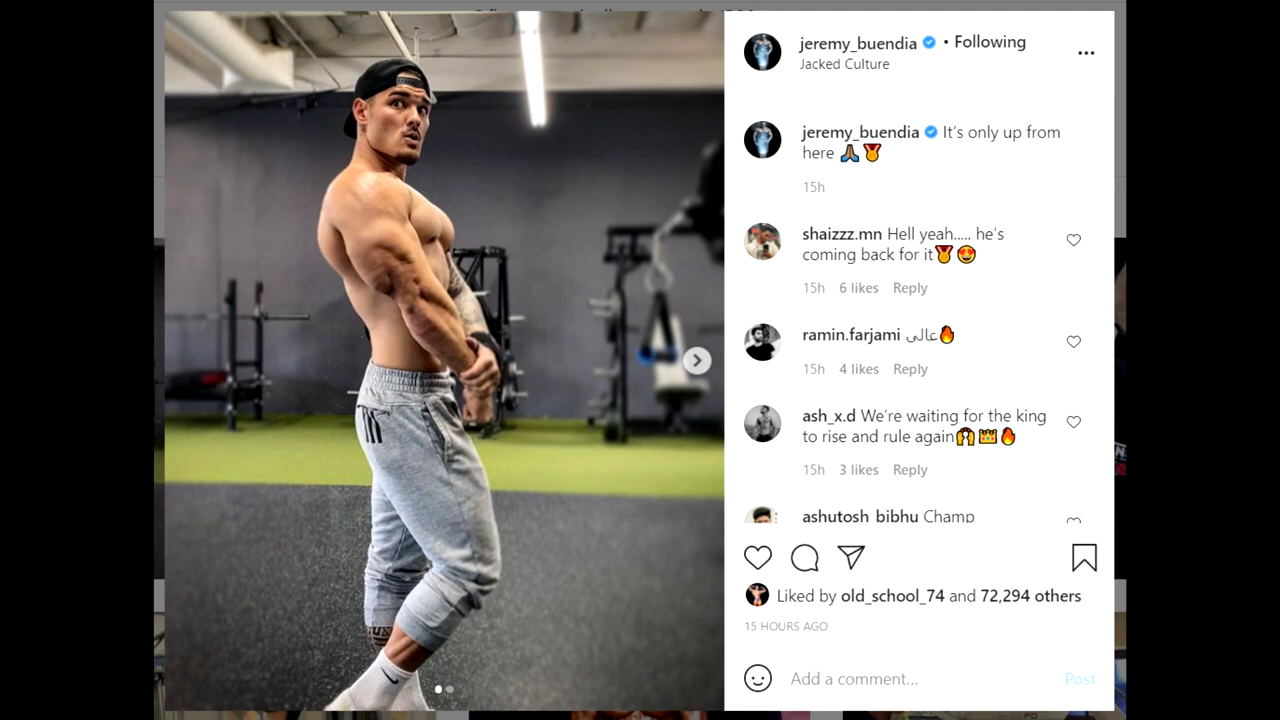 jeremy_buendia • Following
Jacked Culture
jeremy_buendia It's only up from
here 🙏🏽🏅
15h
shaizzz.mn Hell yeah..... he's
coming back for it🏅😍
15h 6 likes Reply
ramin.farjami عالی🔥
15h 4 likes Reply
ash_x.d We're waiting for the king
to rise and rule again🙌👑🔥
15h 3 likes Reply
ashutosh_bibhu Champ
Liked by old_school_74 and 72,294 others
15 HOURS AGO
Add a comment... Post